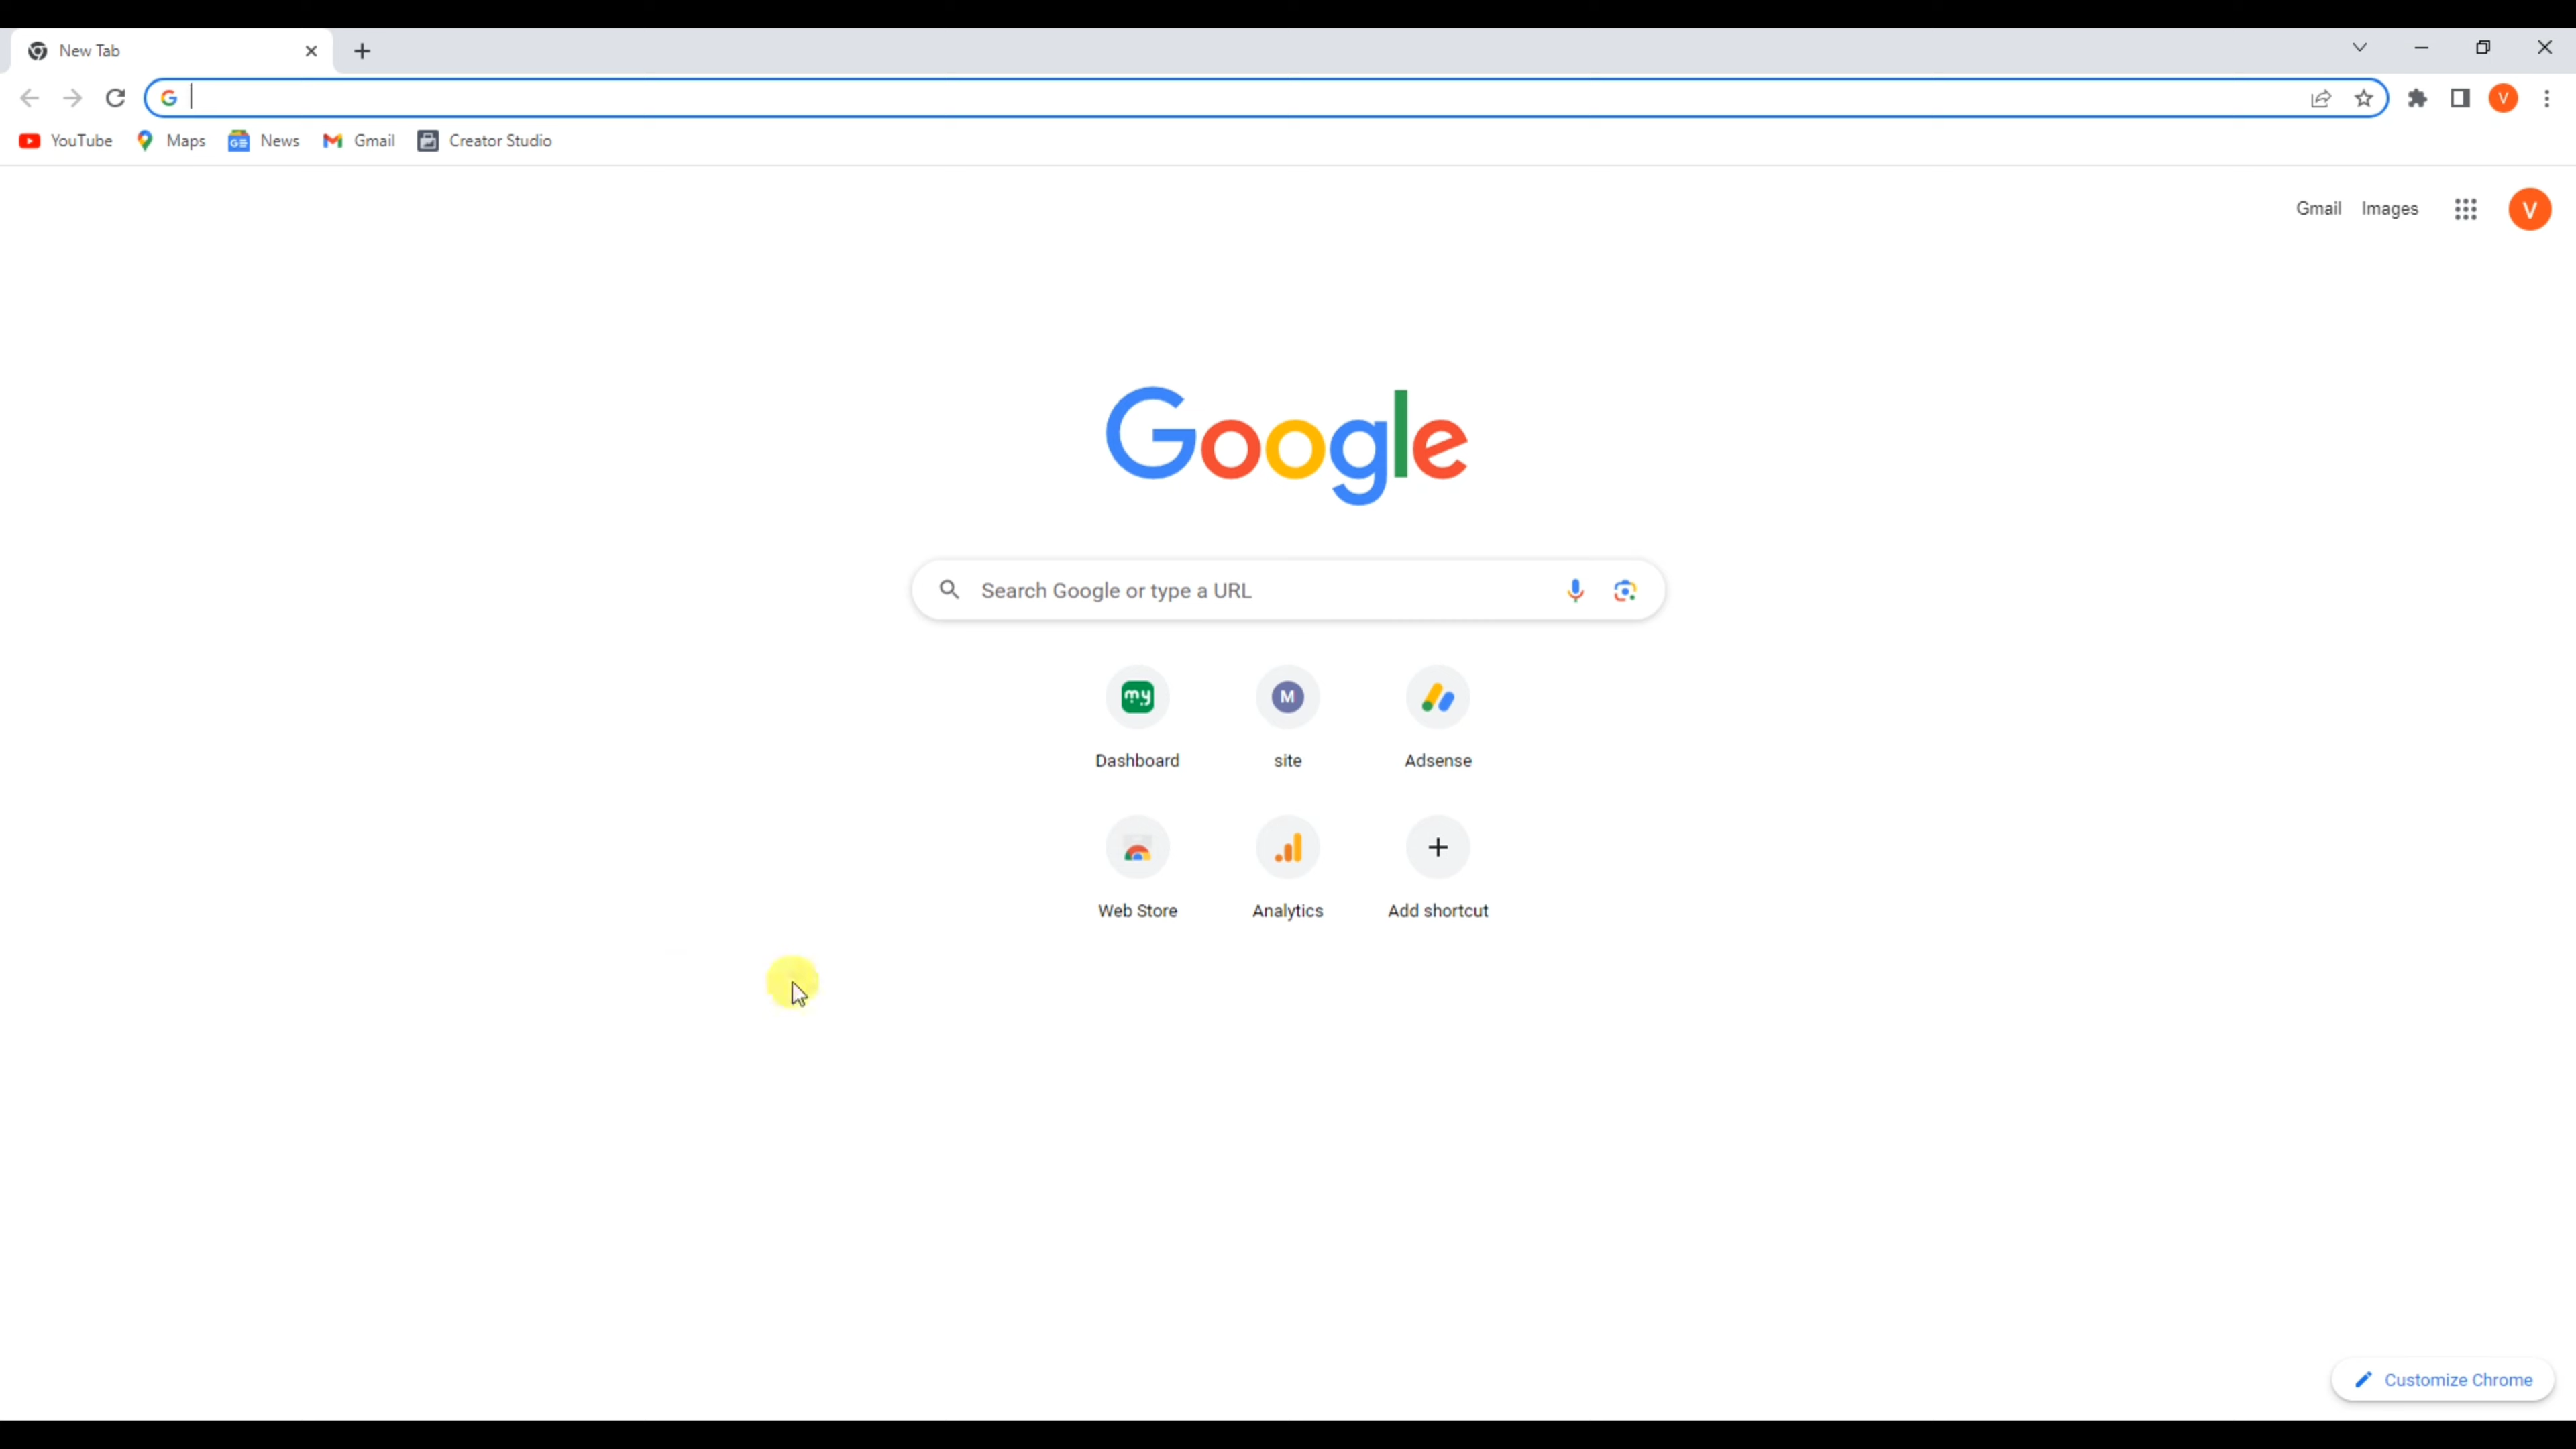 New Tab
YouTube Maps News Gmail Creator Studio
Gmail Images V
V
Google
Search Google or type a URL
my M
Dashboard site Adsense
Web Store Analytics Add shortcut
Customize Chrome